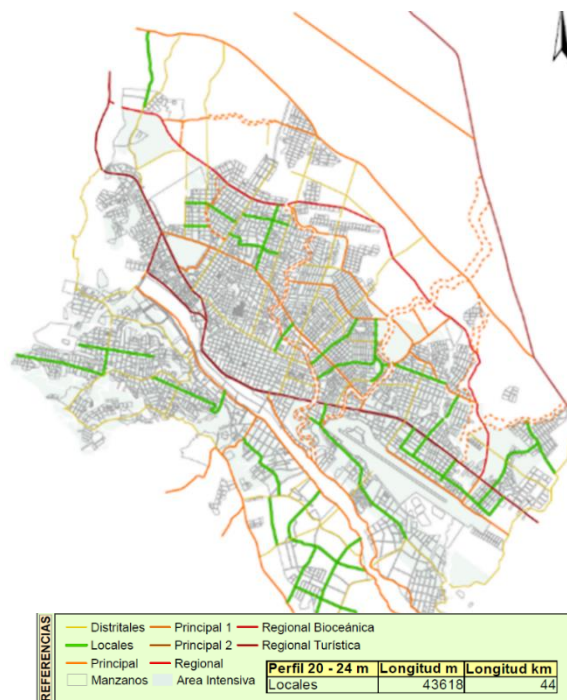 REFERENCIAS
Distritales Principal 1 Regional Bioceánica
Locales Principal 2 Regional Turística
Principal Regional
Manzanos Area Intensiva
Perfil 20 - 24 m Longitud m Longitud km
Locales 43618 44